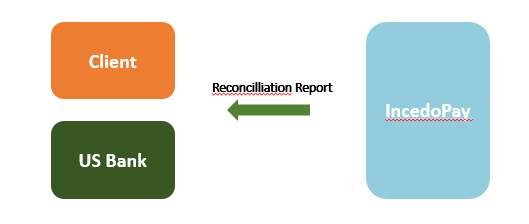 Client
Reconcilliation Report
IncedoPay
US Bank